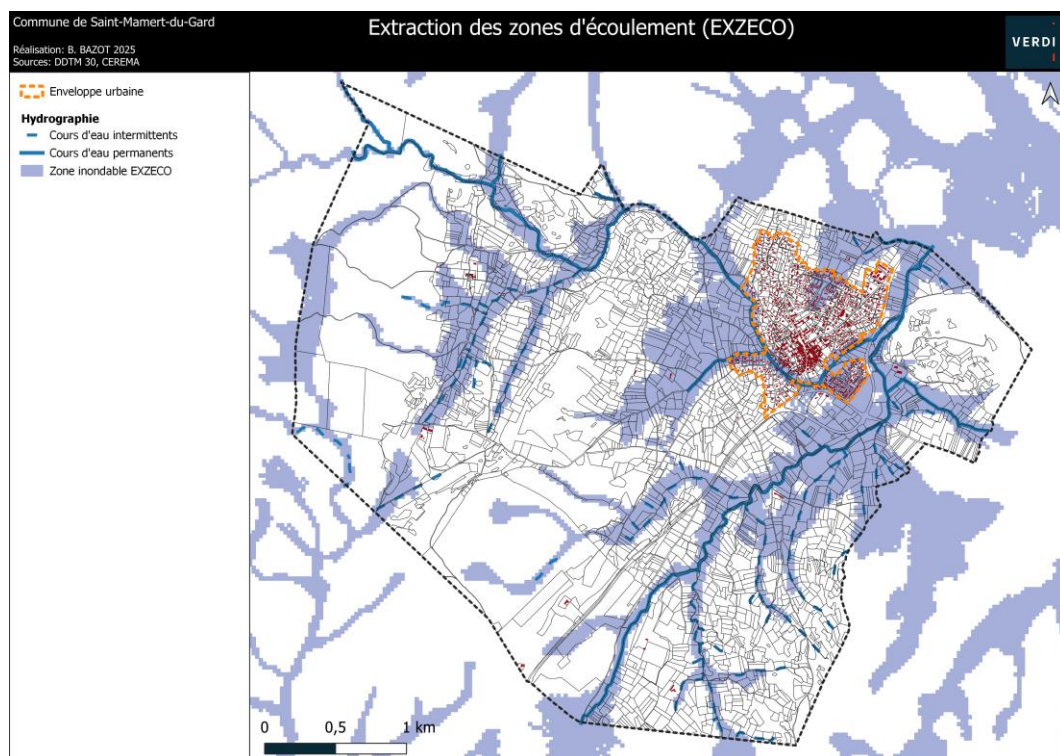 Commune de Saint-Mamert-du-Gard
Extraction des zones d'écoulement (EXZECO)
Réalisation: B. BAZOT 2025
Sources: DDTM 30, CEREMA
VERDI
Enveloppe urbaine
Hydrographie
Cours d'eau intermittents
Cours d'eau permanents
Zone inondable EXZECO
0 0,5 1 km